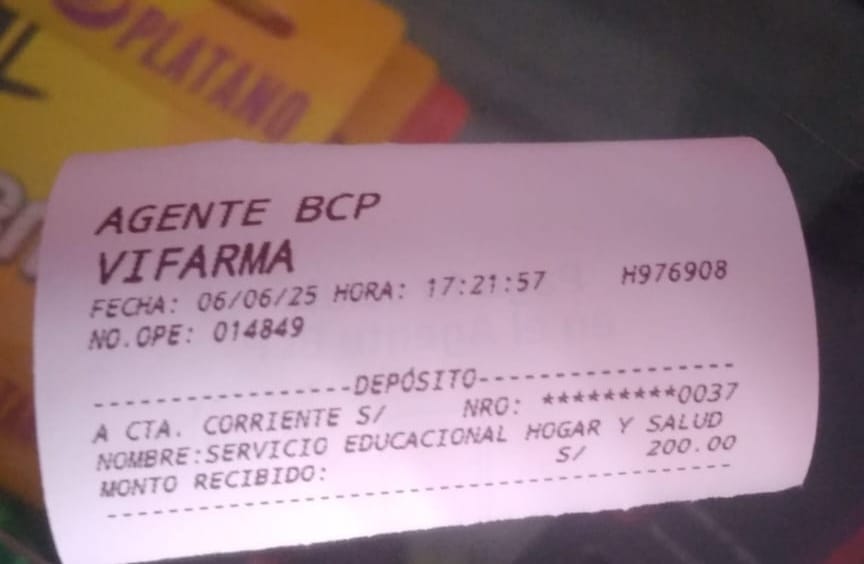 PLATANO
AGENTE BCP
VIFARMA
FECHA: 06/06/25 HORA: 17:21:57 H976908
NO.OPE: 014849
------------------DEPÓSITO------------------
A CTA. CORRIENTE S/ NRO: *********0037
NOMBRE:SERVICIO EDUCACIONAL HOGAR Y SALUD
MONTO RECIBIDO: S/ 200.00
--------------------------------------------